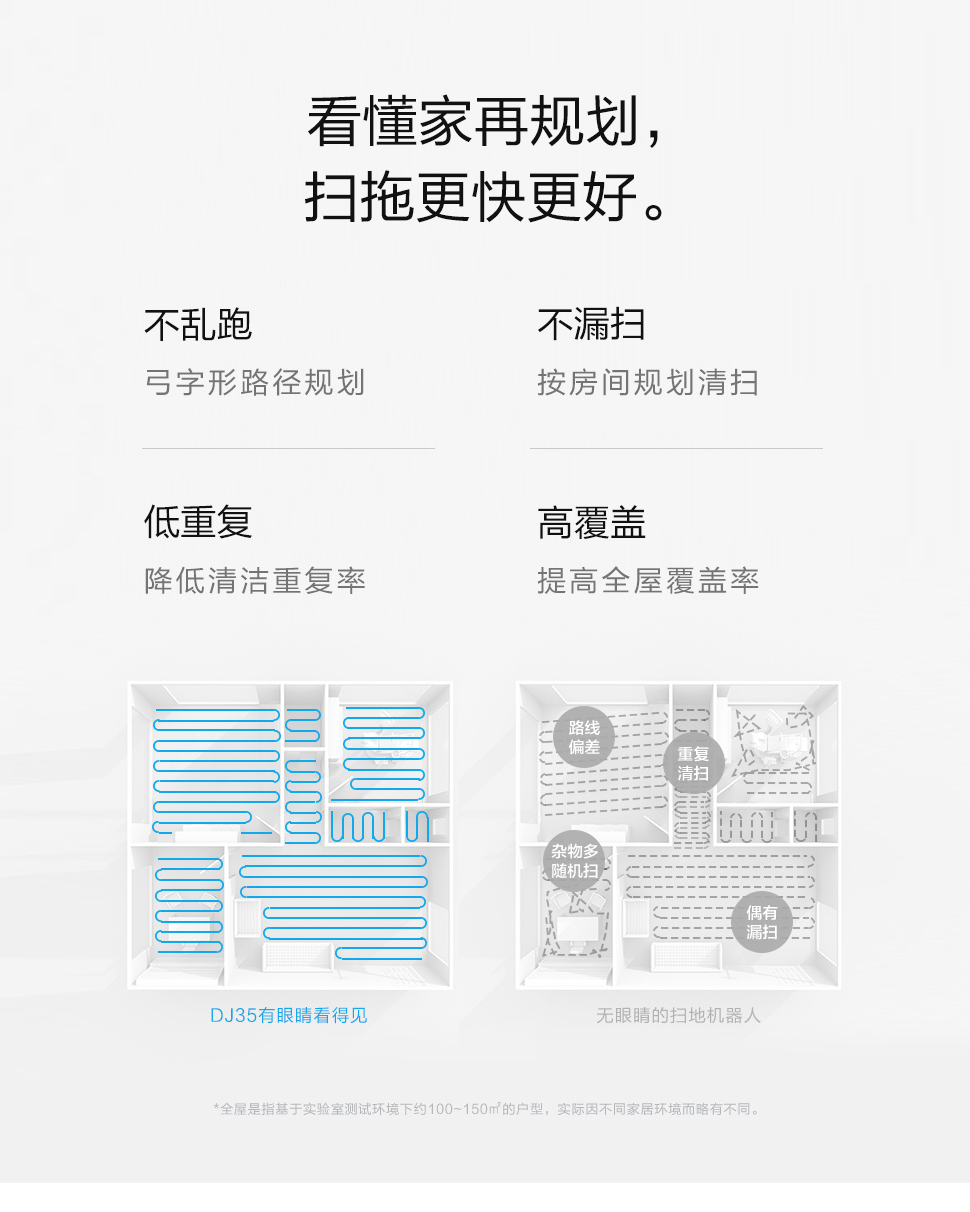 看懂家再规划，
扫拖更快更好。
不乱跑
弓字形路径规划
不漏扫
按房间规划清扫
低重复
降低清洁重复率
高覆盖
提高全屋覆盖率
路线
偏差
重复
清扫
杂物多
随机扫
偶有
漏扫
DJ35有眼睛看得见
无眼睛的扫地机器人
*全屋是指基于实验室测试环境下约100~150㎡的户型，实际因不同家居环境而略有不同。